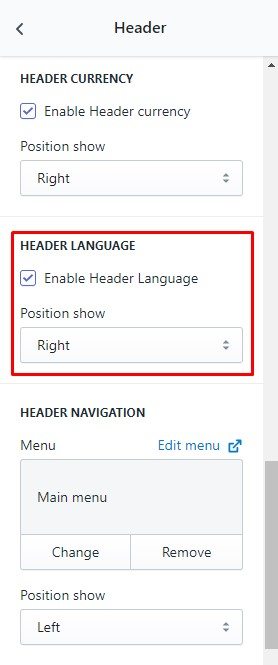 Header
HEADER CURRENCY
Enable Header currency
Position show
Right
HEADER LANGUAGE
Enable Header Language
Position show
Right
HEADER NAVIGATION
Menu Edit menu
Main menu
Change Remove
Position show
Left